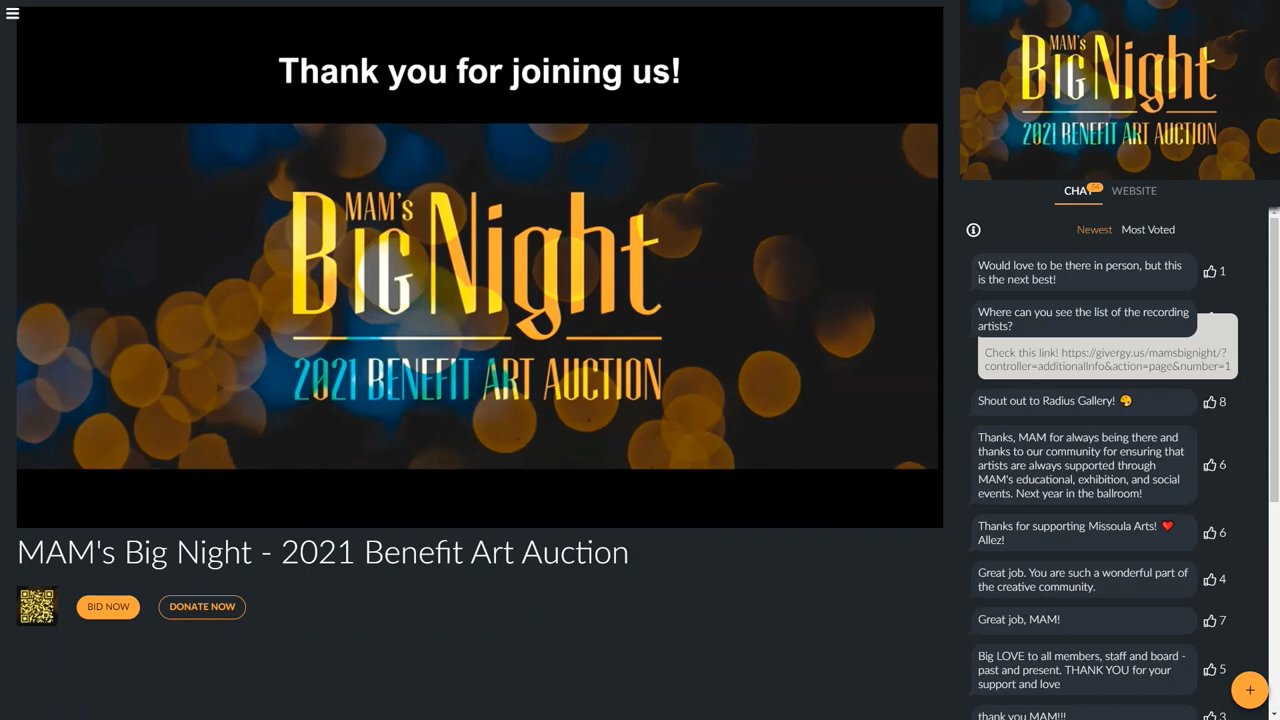 Thank you for joining us!
MAM's
BIG Night
2021 BENEFIT ART AUCTION
MAM's Big Night - 2021 Benefit Art Auction
BID NOW
DONATE NOW
MAM's
BIG Night
2021 BENEFIT ART AUCTION
CHAT 54
WEBSITE
Newest
Most Voted
Would love to be there in person, but this
is the next best!
1
Where can you see the list of the recording
artists?
Check this link! https://givergy.us/mamsbignight/?
controller=additionalInfo&action=page&number=1
Shout out to Radius Gallery!
8
Thanks, MAM for always being there and
thanks to our community for ensuring that
artists are always supported through
MAM's educational, exhibition, and social
events. Next year in the ballroom!
6
Thanks for supporting Missoula Arts!
Allez!
6
Great job. You are such a wonderful part of
the creative community.
4
Great job, MAM!
7
Big LOVE to all members, staff and board -
past and present. THANK YOU for your
support and love
5
thank you MAM!!!
3